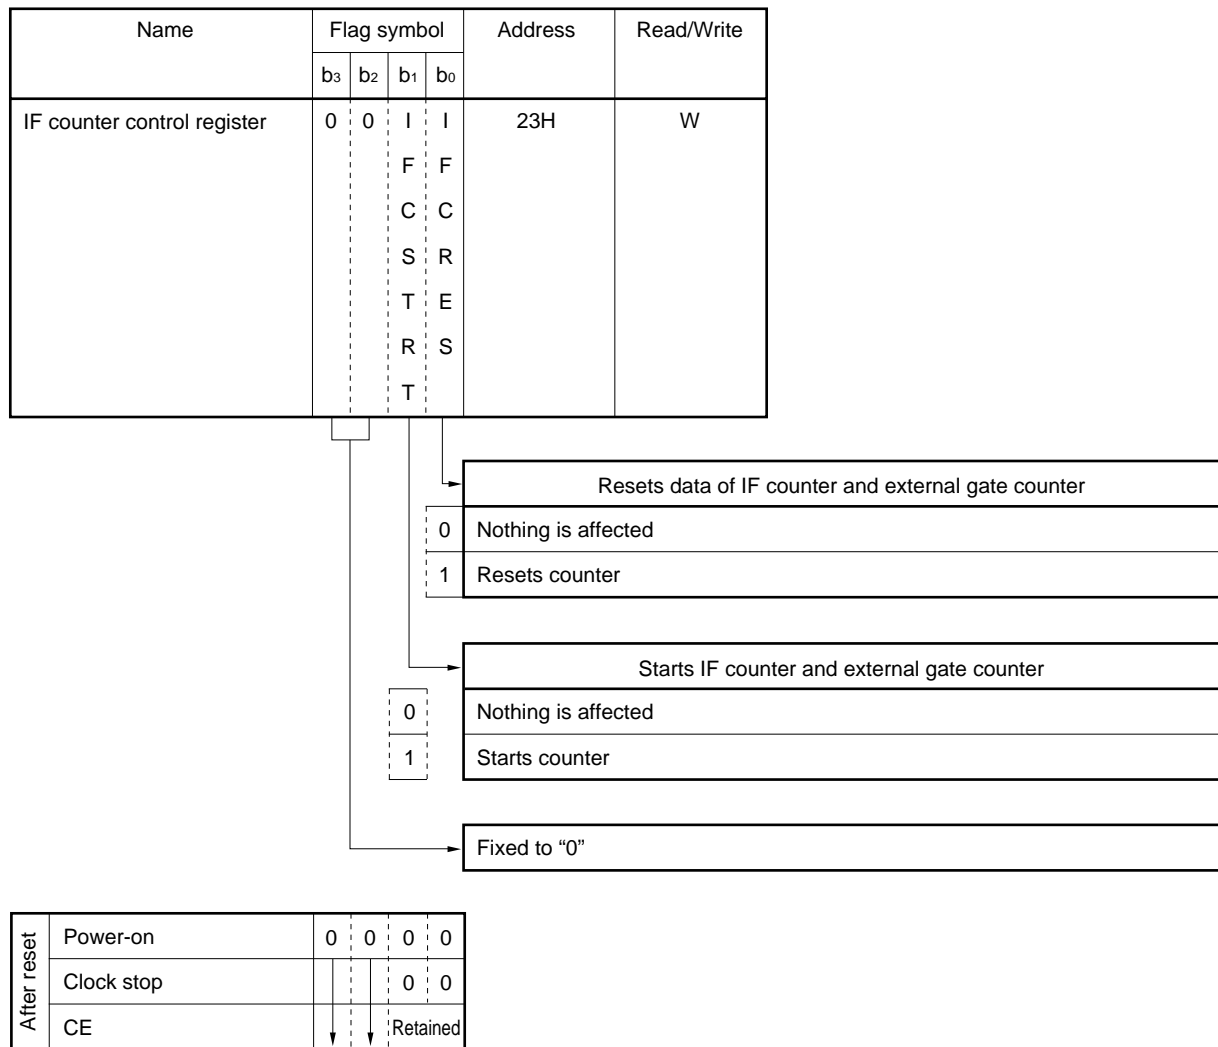 Name Flag symbol Address Read/Write
b3 b2 b1 b0
IF counter control register 0 0 I I 23H W
F F
C C
S R
T E
R S
T
Resets data of IF counter and external gate counter
0 Nothing is affected
1 Resets counter
Starts IF counter and external gate counter
0 Nothing is affected
1 Starts counter
Fixed to “0”
After reset
Power-on 0 0 0 0
Clock stop 0 0
CE Retained